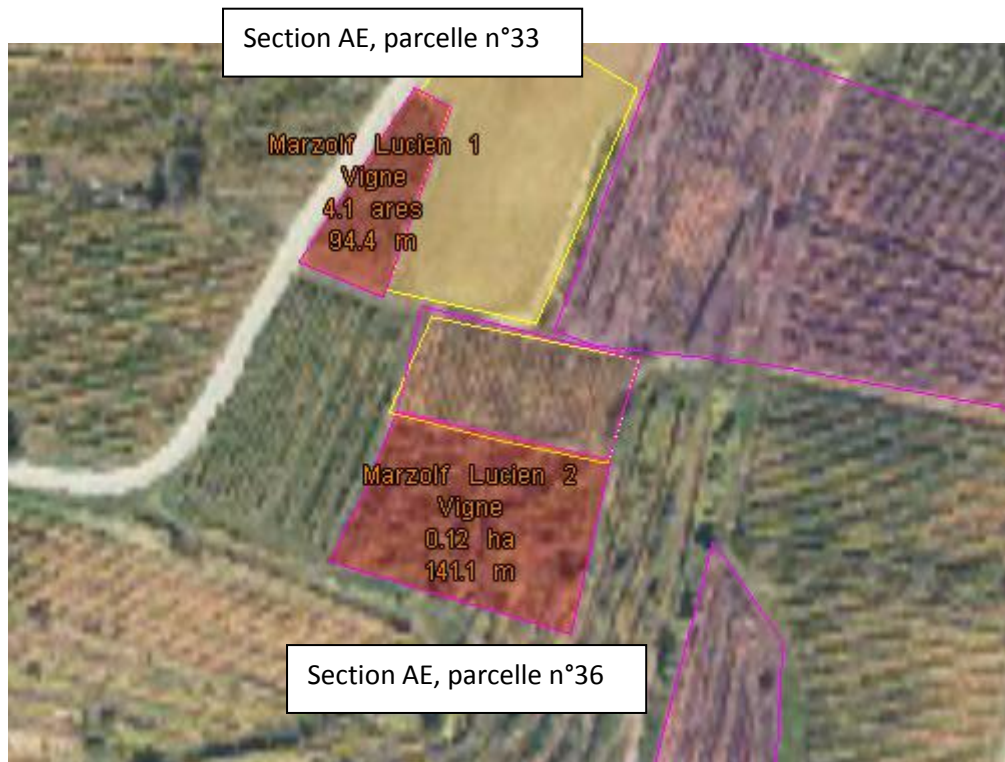 Section AE, parcelle n°33
Marzolf Lucien 1
Vigne
4.1 ares
94.4 m
Marzolf Lucien 2
Vigne
0.12 ha
141.1 m
Section AE, parcelle n°36